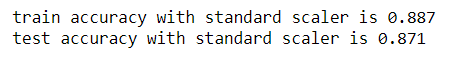 train accuracy with standard scaler is 0.887
test accuracy with standard scaler is 0.871